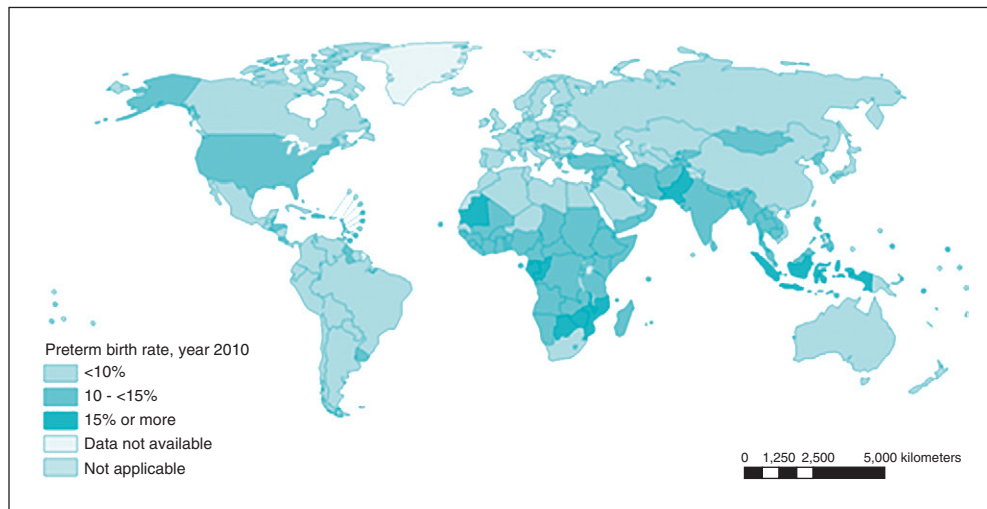 Preterm birth rate, year 2010
<10%
10 - <15%
15% or more
Data not available
Not applicable
0 1,250 2,500 5,000 kilometers